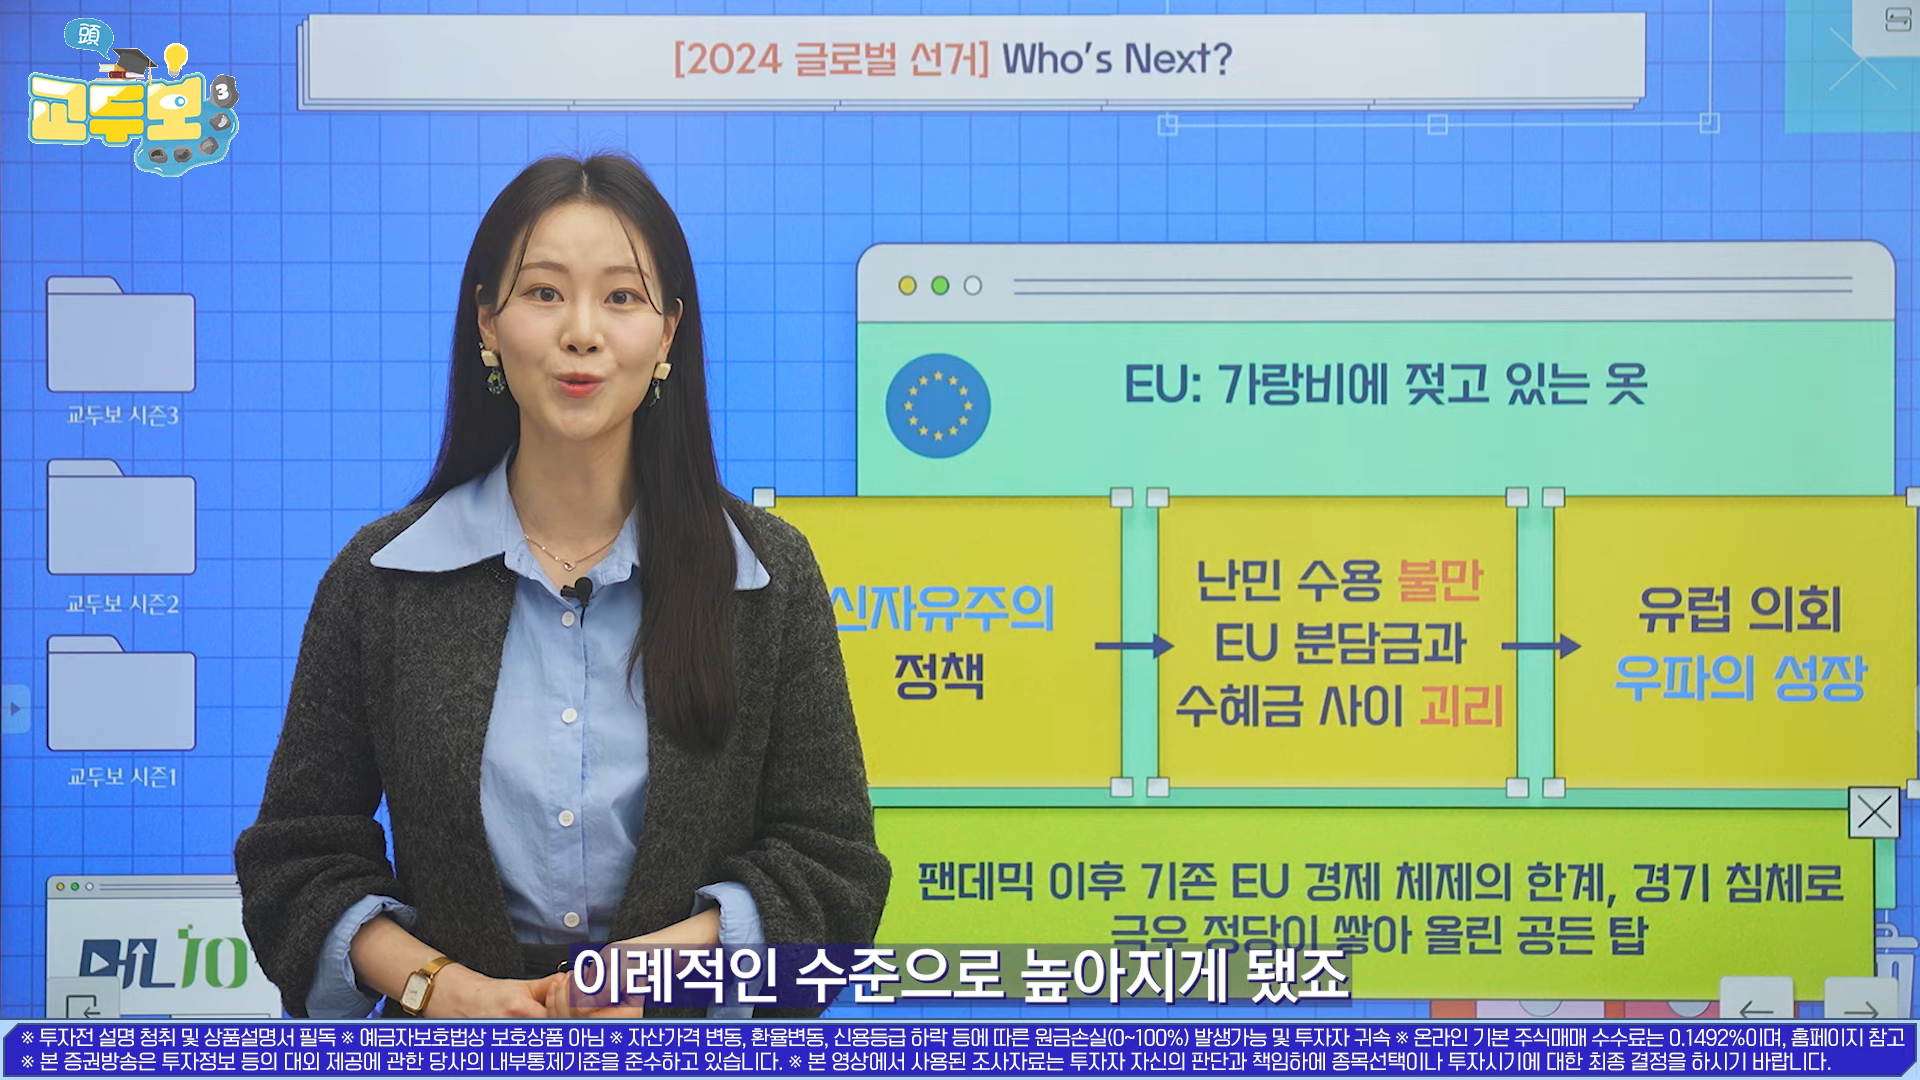 頭
교두보 3
[2024 글로벌 선거] Who's Next?
교두보 시즌3
교두보 시즌2
교두보 시즌1
EU: 가랑비에 젖고 있는 옷
신자유주의
정책
난민 수용 불만
EU 분담금과
수혜금 사이 괴리
유럽 의회
우파의 성장
팬데믹 이후 기존 EU 경제 체제의 한계, 경기 침체로
극우 정당이 쌓아 올린 공든 탑
이례적인 수준으로 높아지게 됐죠
※ 투자전 설명 청취 및 상품설명서 필독 ※ 예금자보호법상 보호상품 아님 ※ 자산가격 변동, 환율변동, 신용등급 하락 등에 따른 원금손실(0~100%) 발생가능 및 투자자 귀속 ※ 온라인 기본 주식매매 수수료는 0.1492%이며, 홈페이지 참고
※ 본 증권방송은 투자정보 등의 대외 제공에 관한 당사의 내부통제기준을 준수하고 있습니다. ※ 본 영상에서 사용된 조사자료는 투자자 자신의 판단과 책임하에 종목선택이나 투자시기에 대한 최종 결정을 하시기 바랍니다.